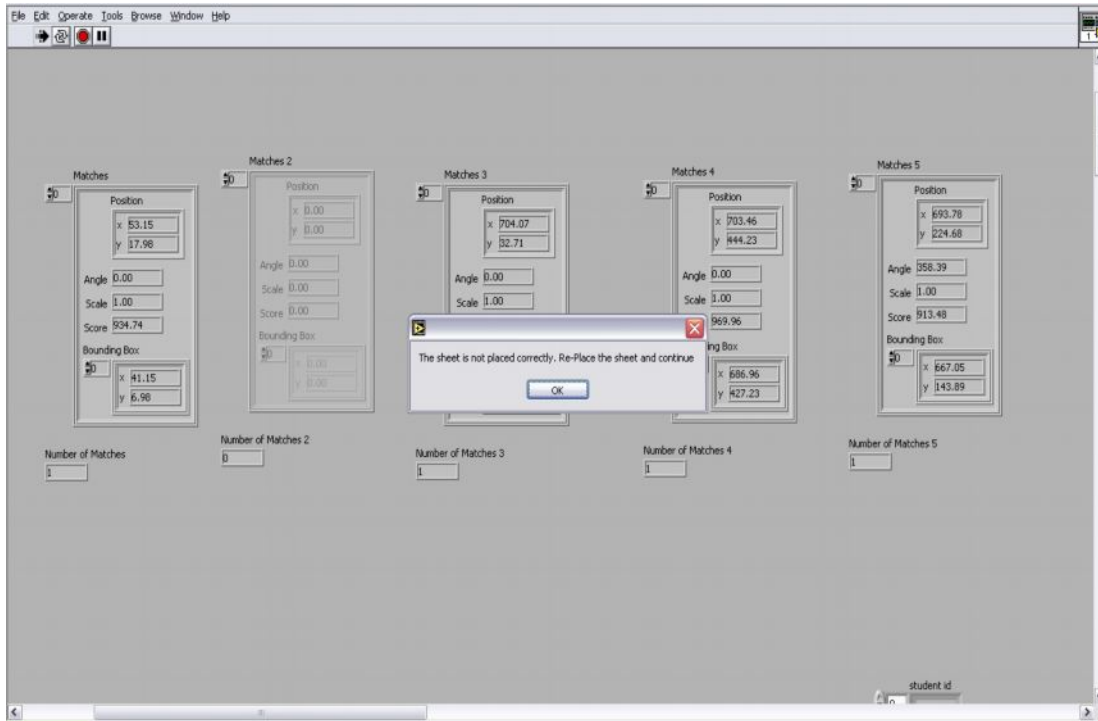 File Edit Operate Tools Browse Window Help
Matches
0
Position
x 53.15
y 17.98
Angle 0.00
Scale 1.00
Score 934.74
Bounding Box
0
x 41.15
y 6.98
Number of Matches
1
Matches 2
0
Position
x 0.00
y 0.00
Angle 0.00
Scale 0.00
Score 0.00
Bounding Box
0
x 0.00
y 0.00
Number of Matches 2
0
Matches 3
0
Position
x 704.07
y 32.71
Angle 0.00
Scale 1.00
Number of Matches 3
1
Matches 4
0
Position
x 703.46
y 444.23
Angle 0.00
Scale 1.00
969.96
ing Box
x 686.96
y 427.23
Number of Matches 4
1
Matches 5
0
Position
x 693.78
y 224.68
Angle 358.39
Scale 1.00
Score 913.48
Bounding Box
0
x 667.05
y 143.89
Number of Matches 5
1
The sheet is not placed correctly. Re-Place the sheet and continue
OK
student id